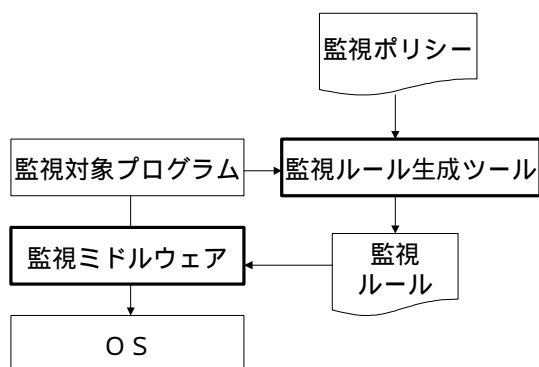 監視ポリシー
監視対象プログラム
監視ルール生成ツール
監視ミドルウェア
監視
ルール
ＯＳ